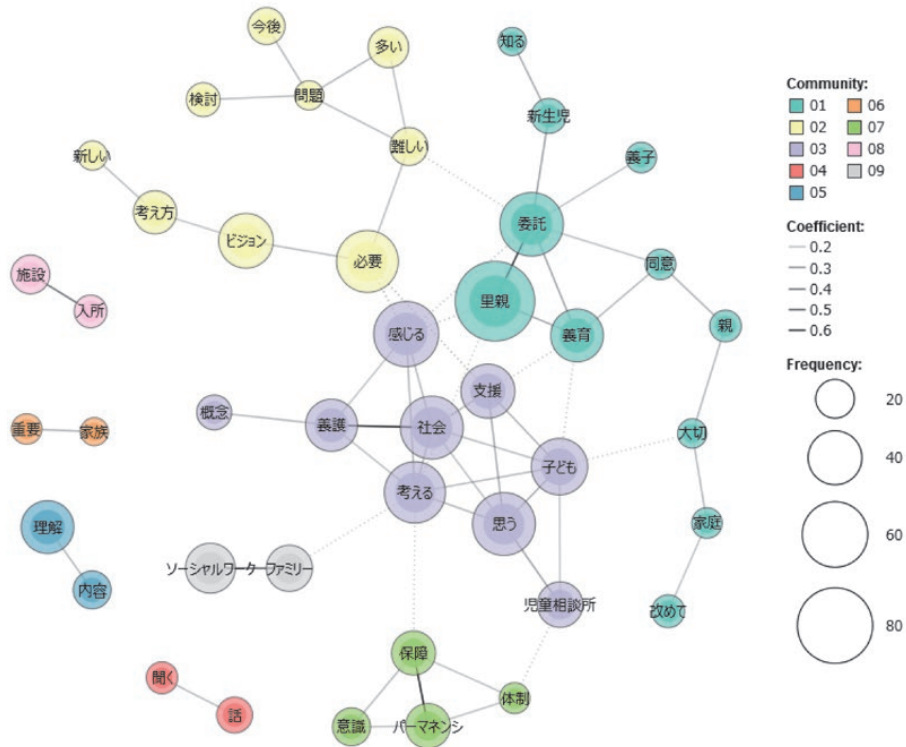 今後
多い
検討
問題
難しい
新しい
考え方
ビジョン
必要
知る
新生児
義子
委託
里親
同意
義育
親
大切
家庭
改めて
施設
入所
感じる
支援
概念
義護
社会
子ども
考える
思う
児童相談所
重要
家族
理解
内容
ソーシャルワーク
ファミリー
聞く
話
保障
体制
意識
パーマネンシ
Community:
01
06
02
07
03
08
04
09
05
Coefficient:
0.2
0.3
0.4
0.5
0.6
Frequency:
20
40
60
80